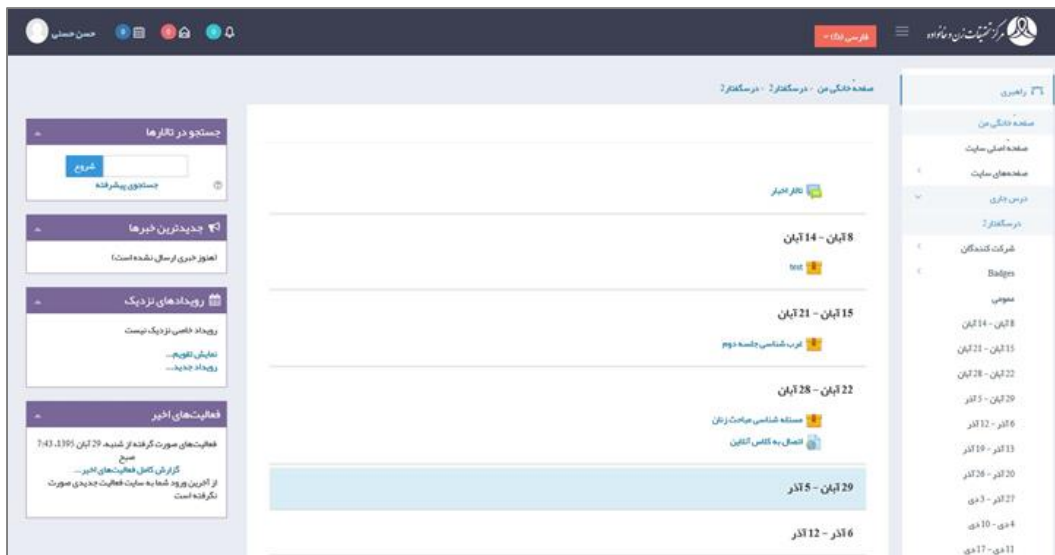 مرکز تحقیقات زن و خانواده
فارسی (fa)
0
0
0
حسن حسنی
راهبری
صفحهٔ خانگی من
صفحهٔ اصلی سایت
صفحه‌های سایت
درس جاری
درسگفتار 2
شرکت کنندگان
Badges
عمومی
8 آبان - 14 آبان
15 آبان - 21 آبان
22 آبان - 28 آبان
29 آبان - 5 آذر
6 آذر - 12 آذر
13 آذر - 19 آذر
20 آذر - 26 آذر
27 آذر - 3 دی
4 دی - 10 دی
11 دی - 17 دی
صفحهٔ خانگی من - درسگفتار 2 - درسگفتار 2
تالار اخبار
8 آبان - 14 آبان
test
15 آبان - 21 آبان
غرب شناسی جلسه دوم
22 آبان - 28 آبان
مسئله شناسی مباحث زنان
اتصال به کلاس آنلاین
29 آبان - 5 آذر
6 آذر - 12 آذر
جستجو در تالارها
شروع
جستجوی پیشرفته
جدیدترین خبرها
(هنوز خبری ارسال نشده است)
رویدادهای نزدیک
رویداد خاصی نزدیک نیست
نمایش تقویم...
رویداد جدید...
فعالیت‌های اخیر
فعالیت‌های صورت گرفته از شنبه، 29 آبان 1395، 7:43
صبح
گزارش کامل فعالیت‌های اخیر ...
از آخرین ورود شما به سایت فعالیت جدیدی صورت
نگرفته است